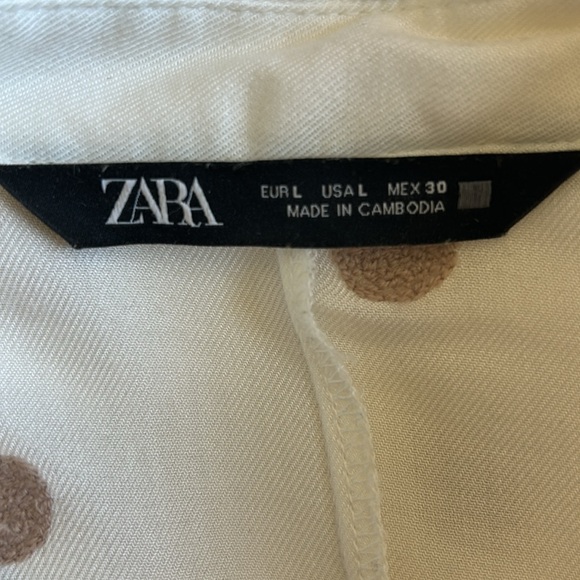 ZARA
EUR L USA L MEX 30
MADE IN CAMBODIA